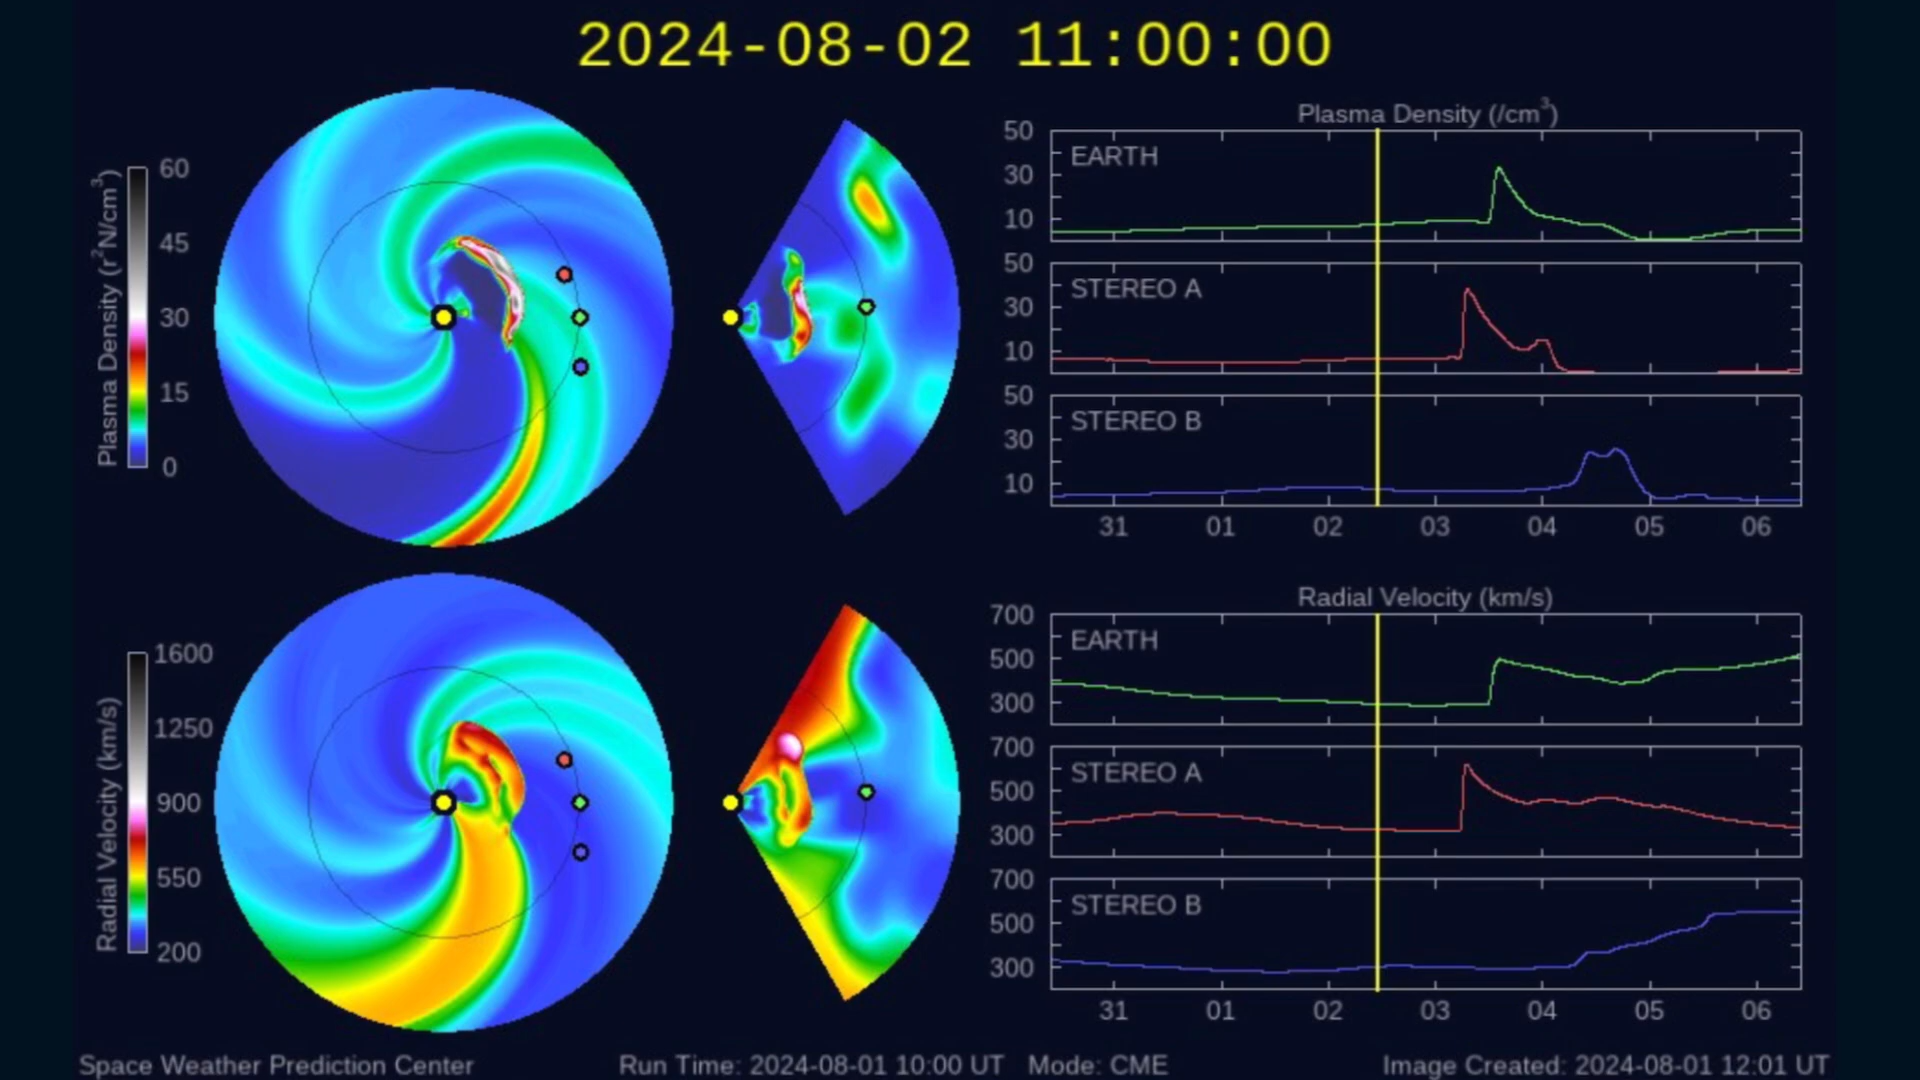 2024-08-02 11:00:00
Plasma Density (r²N/cm³)
60
45
30
15
0
Plasma Density (/cm³)
50
30
10
EARTH
50
30
10
STEREO A
50
30
10
STEREO B
31 01 02 03 04 05 06
Radial Velocity (km/s)
1600
1250
900
550
200
Radial Velocity (km/s)
700
500
300
EARTH
700
500
300
STEREO A
700
500
300
STEREO B
31 01 02 03 04 05 06
Space Weather Prediction Center Run Time: 2024-08-01 10:00 UT Mode: CME Image Created: 2024-08-01 12:01 UT